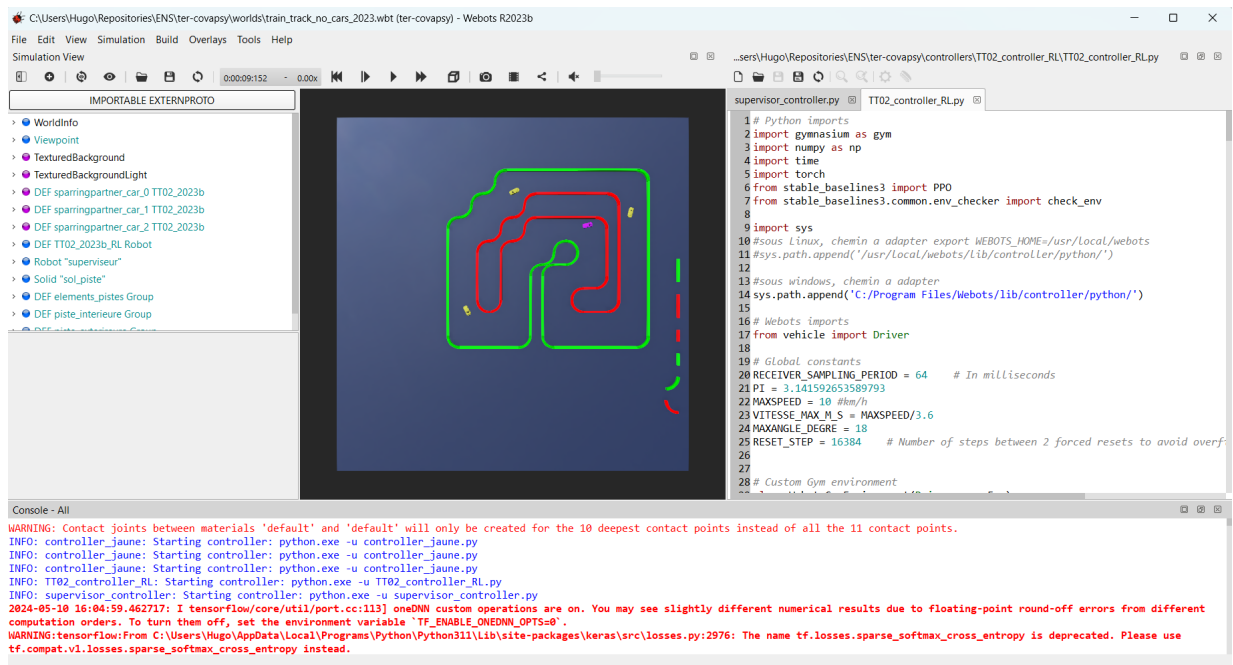 C:\Users\Hugo\Repositories\ENS\ter-covapsy\worlds\train_track_no_cars_2023.wbt (ter-covapsy) - Webots R2023b
File Edit View Simulation Build Overlays Tools Help
Simulation View
0:00:09:152 - 0.00x
IMPORTABLE EXTERNPROTO
WorldInfo
Viewpoint
TexturedBackground
TexturedBackgroundLight
DEF sparringpartner_car_0 TT02_2023b
DEF sparringpartner_car_1 TT02_2023b
DEF sparringpartner_car_2 TT02_2023b
DEF TT02_2023b_RL Robot
Robot "superviseur"
Solid "sol_piste"
DEF elements_pistes Group
DEF piste_interieure Group
...sers\Hugo\Repositories\ENS\ter-covapsy\controllers\TT02_controller_RL\TT02_controller_RL.py
supervisor_controller.py TT02_controller_RL.py
1 # Python imports
2 import gymnasium as gym
3 import numpy as np
4 import time
5 import torch
6 from stable_baselines3 import PPO
7 from stable_baselines3.common.env_checker import check_env
8
9 import sys
10 #sous Linux, chemin a adapter export WEBOTS_HOME=/usr/local/webots
11 #sys.path.append('/usr/local/webots/lib/controller/python/')
12
13 #sous windows, chemin a adapter
14 sys.path.append('C:/Program Files/Webots/lib/controller/python/')
15
16 # Webots imports
17 from vehicle import Driver
18
19 # Global constants
20 RECEIVER_SAMPLING_PERIOD = 64 # In milliseconds
21 PI = 3.141592653589793
22 MAXSPEED = 10 #km/h
23 VITESSE_MAX_M_S = MAXSPEED/3.6
24 MAXANGLE_DEGRE = 18
25 RESET_STEP = 16384 # Number of steps between 2 forced resets to avoid overf
26
27
28 # Custom Gym environment
Console - All
WARNING: Contact joints between materials 'default' and 'default' will only be created for the 10 deepest contact points instead of all the 11 contact points.
INFO: controller_jaune: Starting controller: python.exe -u controller_jaune.py
INFO: controller_jaune: Starting controller: python.exe -u controller_jaune.py
INFO: controller_jaune: Starting controller: python.exe -u controller_jaune.py
INFO: TT02_controller_RL: Starting controller: python.exe -u TT02_controller_RL.py
INFO: supervisor_controller: Starting controller: python.exe -u supervisor_controller.py
2024-05-10 16:04:59.462717: I tensorflow/core/util/port.cc:113] oneDNN custom operations are on. You may see slightly different numerical results due to floating-point round-off errors from different
computation orders. To turn them off, set the environment variable `TF_ENABLE_ONEDNN_OPTS=0`.
WARNING:tensorflow:From C:\Users\Hugo\AppData\Local\Programs\Python\Python311\Lib\site-packages\keras\src\losses.py:2976: The name tf.losses.sparse_softmax_cross_entropy is deprecated. Please use
tf.compat.v1.losses.sparse_softmax_cross_entropy instead.